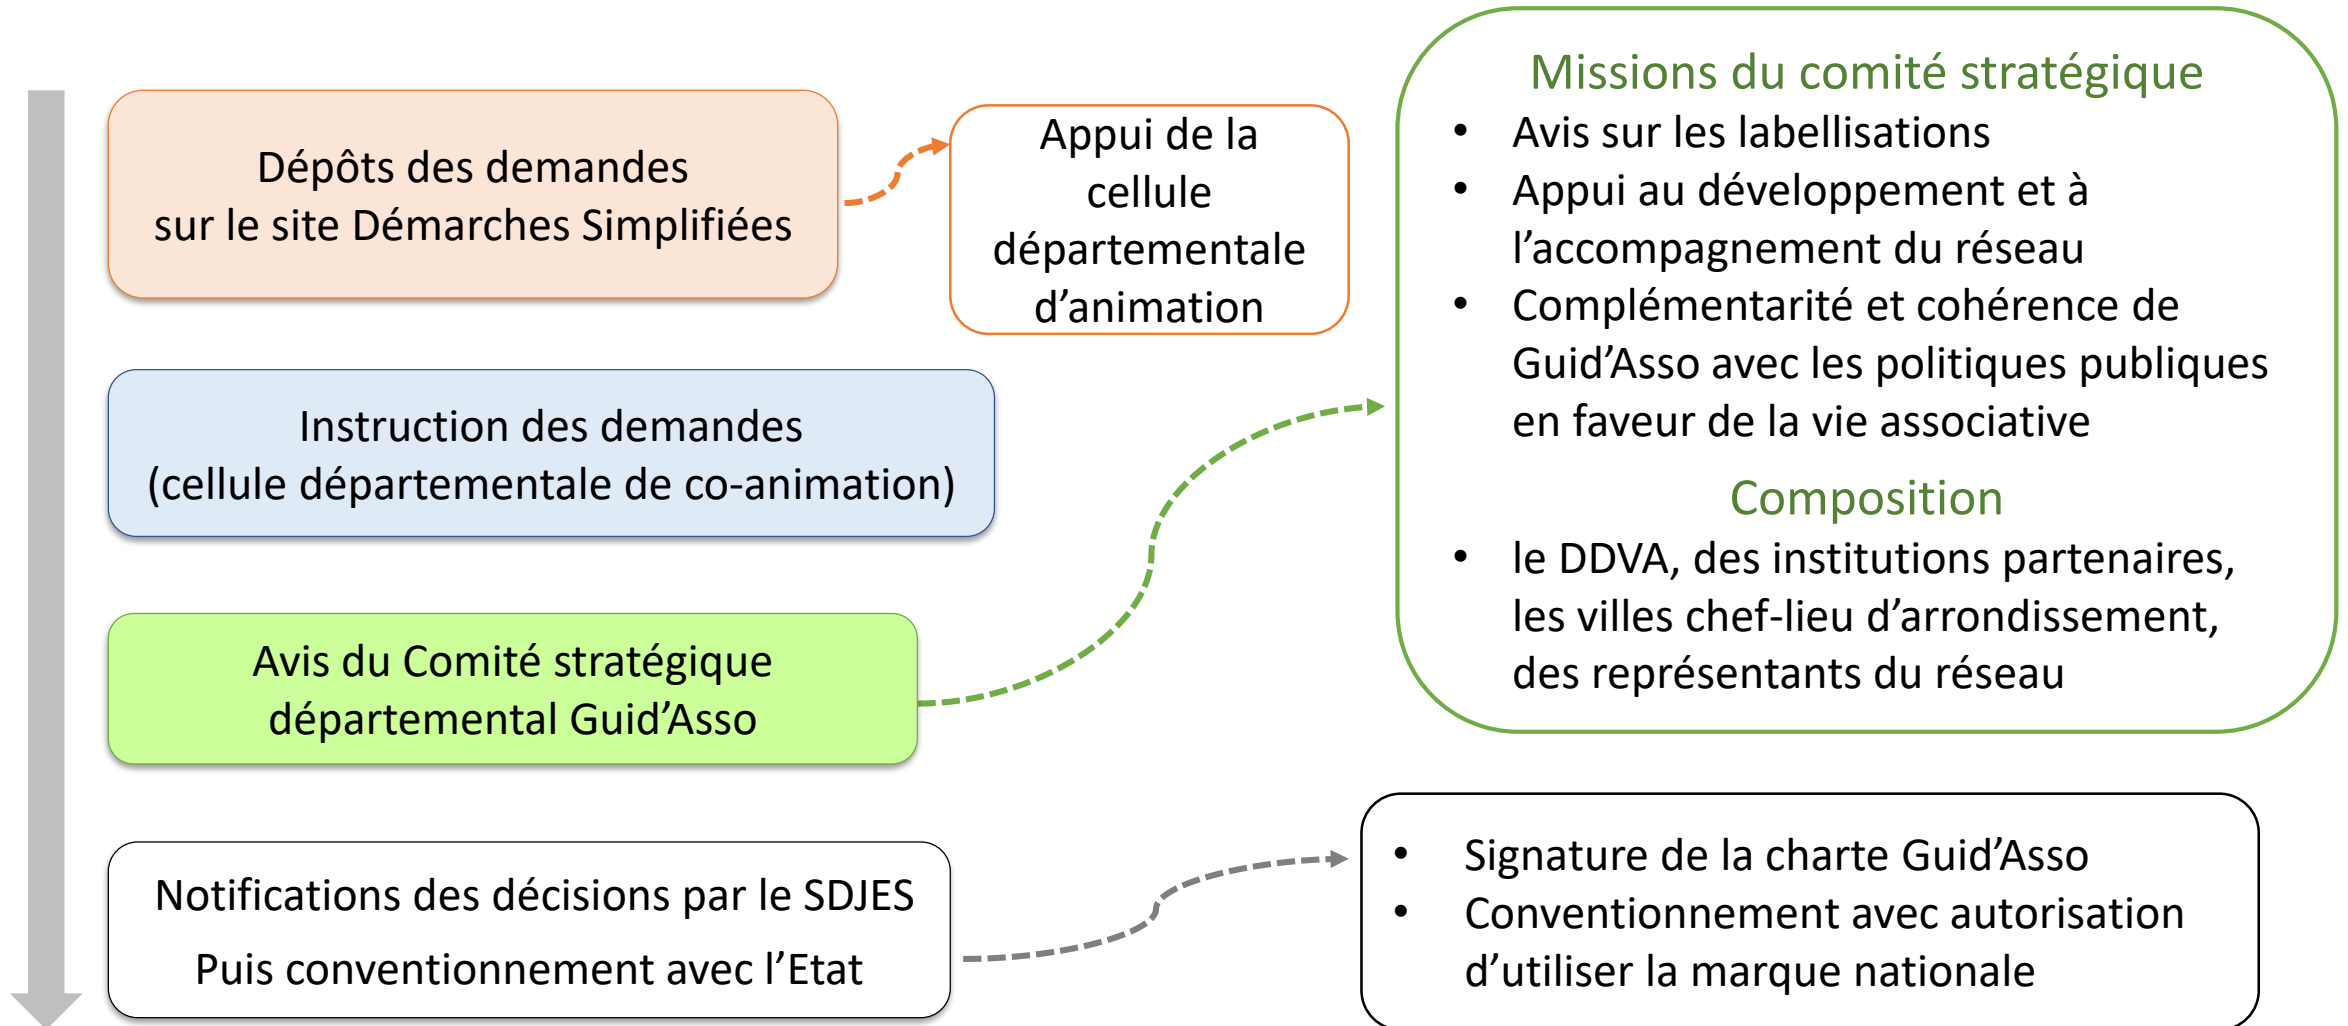 Dépôts des demandes
sur le site Démarches Simplifiées
Appui de la
cellule
départementale
d’animation
Instruction des demandes
(cellule départementale de co-animation)
Avis du Comité stratégique
départemental Guid’Asso
Notifications des décisions par le SDJES
Puis conventionnement avec l’Etat
Missions du comité stratégique
• Avis sur les labellisations
• Appui au développement et à
l’accompagnement du réseau
• Complémentarité et cohérence de
Guid’Asso avec les politiques publiques
en faveur de la vie associative
Composition
• le DDVA, des institutions partenaires,
les villes chef-lieu d’arrondissement,
des représentants du réseau
• Signature de la charte Guid’Asso
• Conventionnement avec autorisation
d’utiliser la marque nationale